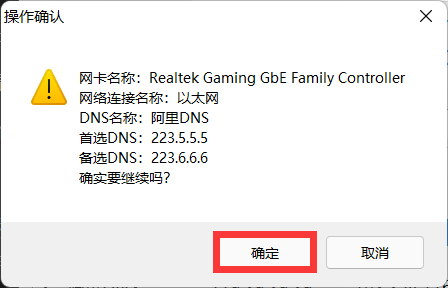 操作确认
网卡名称：Realtek Gaming GbE Family Controller
网络连接名称：以太网
DNS名称：阿里DNS
首选DNS：223.5.5.5
备选DNS：223.6.6.6
确实要继续吗？
确定
取消